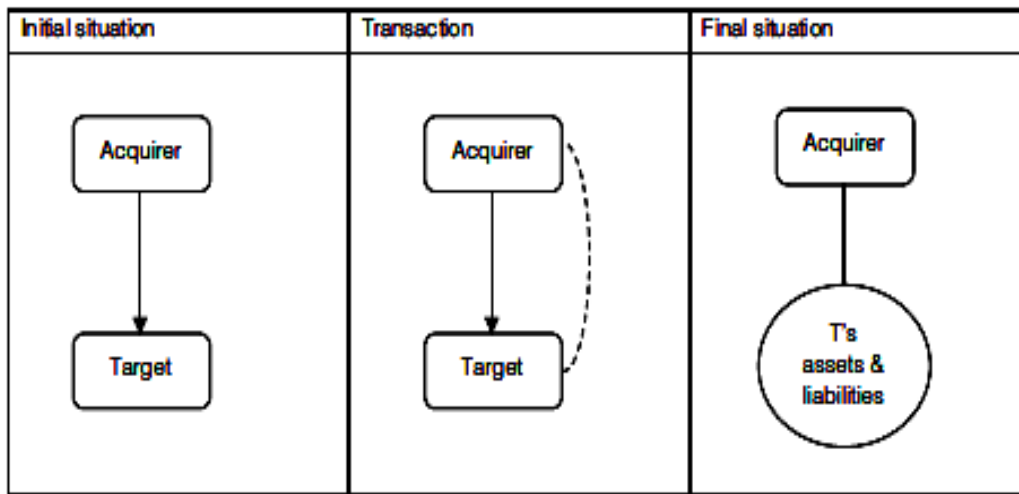 Initial situation
Transaction
Final situation
Acquirer
Acquirer
Acquirer
Target
Target
T's
assets &
liabilities